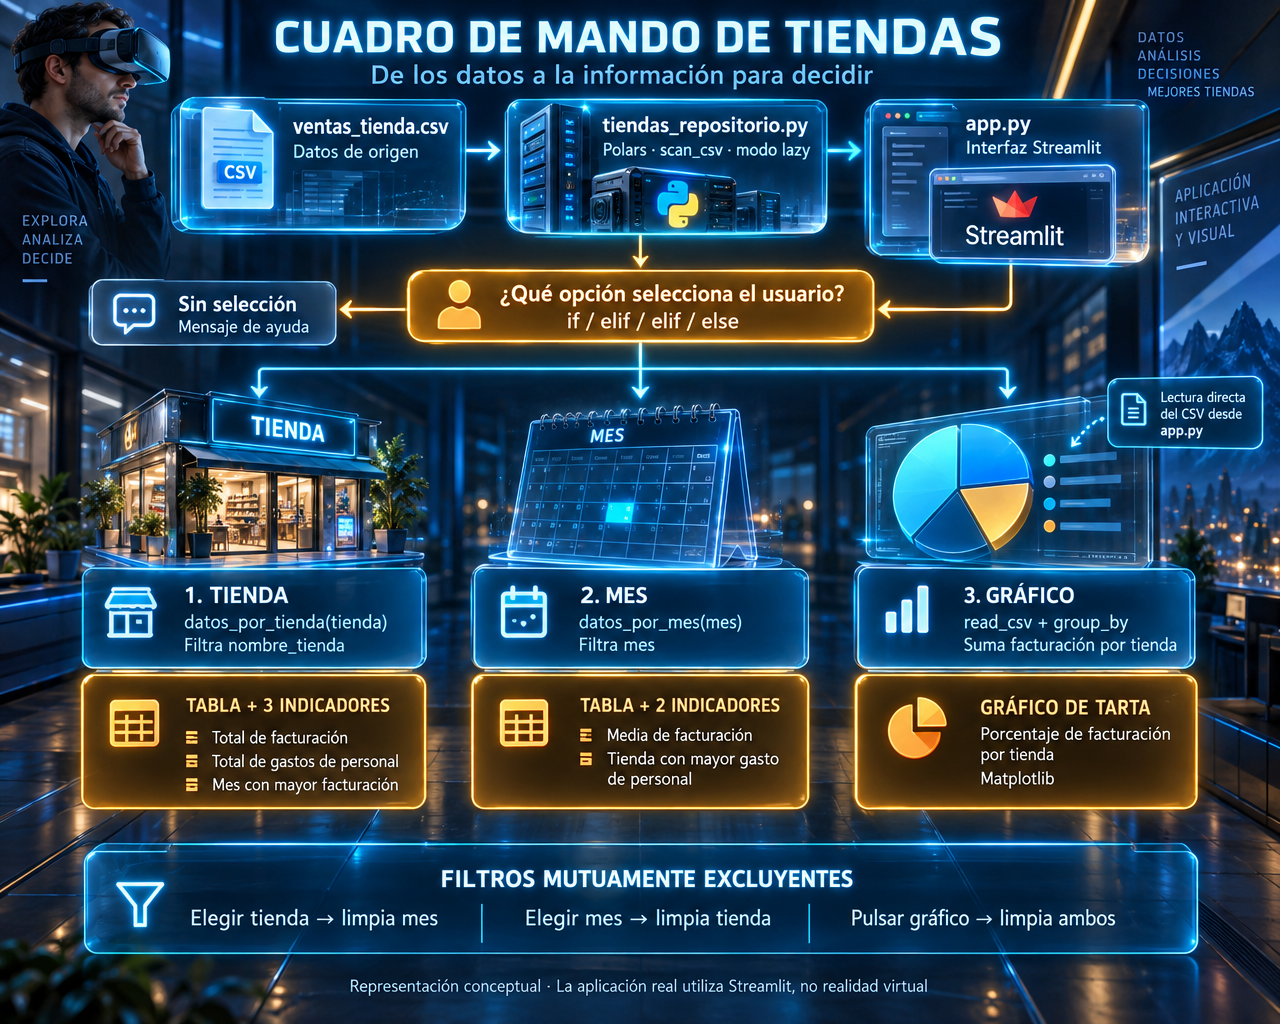 CUADRO DE MANDO DE TIENDAS
De los datos a la información para decidir
DATOS
ANÁLISIS
DECISIONES
MEJORES TIENDAS
ventas_tienda.csv
Datos de origen
CSV
tiendas_repositorio.py
Polars · scan_csv · modo lazy
app.py
Interfaz Streamlit
Streamlit
EXPLORA
ANALIZA
DECIDE
APLICACIÓN
INTERACTIVA
Y VISUAL
Sin selección
Mensaje de ayuda
¿Qué opción selecciona el usuario?
if / elif / elif / else
TIENDA
MES
Lectura directa
del CSV desde
app.py
1. TIENDA
datos_por_tienda(tienda)
Filtra nombre_tienda
2. MES
datos_por_mes(mes)
Filtra mes
3. GRÁFICO
read_csv + group_by
Suma facturación por tienda
TABLA + 3 INDICADORES
Total de facturación
Total de gastos de personal
Mes con mayor facturación
TABLA + 2 INDICADORES
Media de facturación
Tienda con mayor gasto
de personal
GRÁFICO DE TARTA
Porcentaje de facturación
por tienda
Matplotlib
FILTROS MUTUAMENTE EXCLUYENTES
Elegir tienda → limpia mes
Elegir mes → limpia tienda
Pulsar gráfico → limpia ambos
Representación conceptual · La aplicación real utiliza Streamlit, no realidad virtual